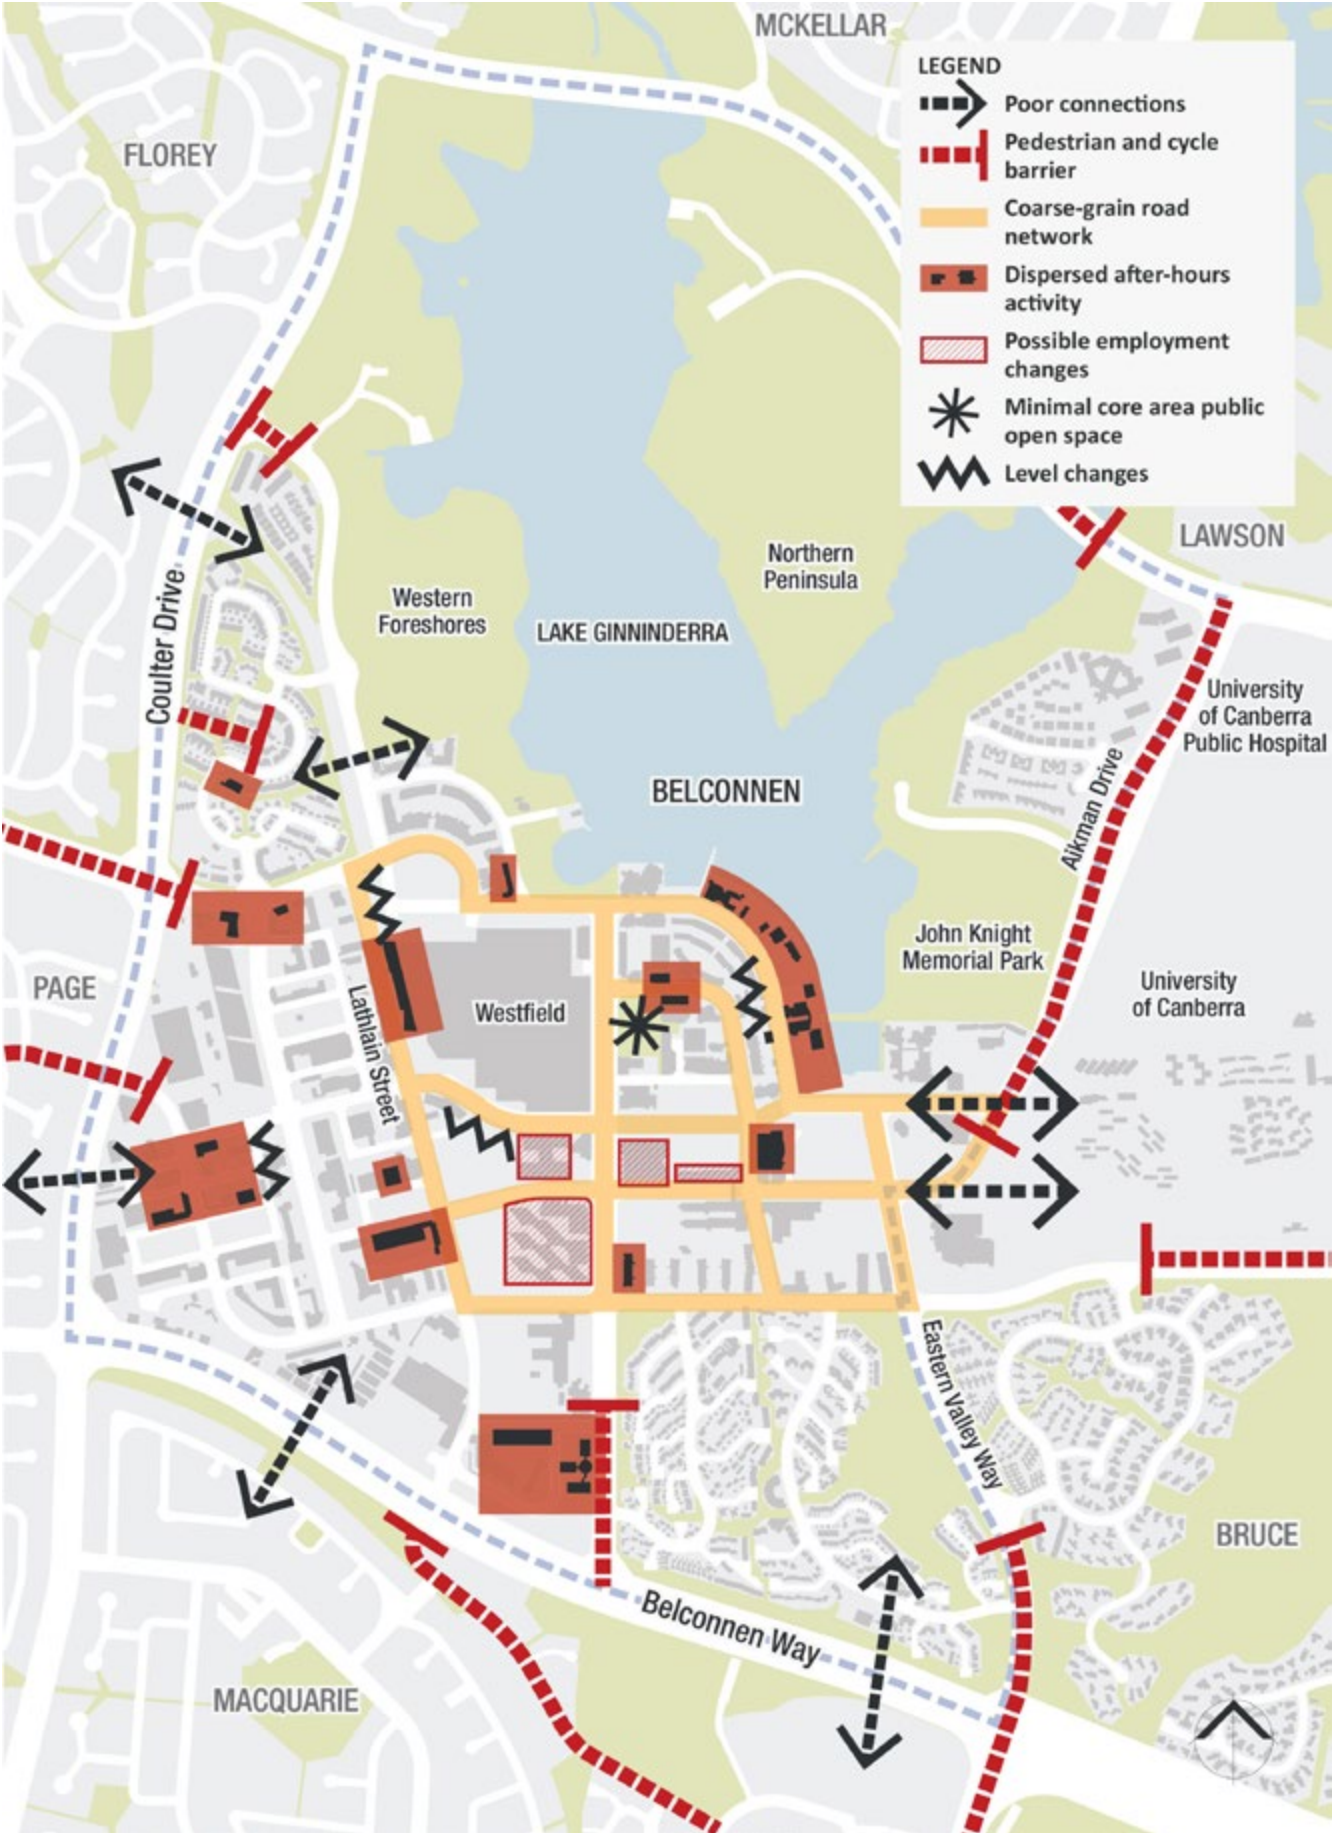 MCKELLAR
LEGEND
Poor connections
Pedestrian and cycle
barrier
Coarse-grain road
network
Dispersed after-hours
activity
Possible employment
changes
Minimal core area public
open space
Level changes
FLOREY
LAWSON
Northern
Peninsula
Western
Foreshores
LAKE GINNINDERRA
Coulter Drive
University
of Canberra
Public Hospital
BELCONNEN
Aikman Drive
John Knight
Memorial Park
PAGE
University
of Canberra
Westfield
Lathlain Street
Eastern Valley Way
BRUCE
Belconnen Way
MACQUARIE